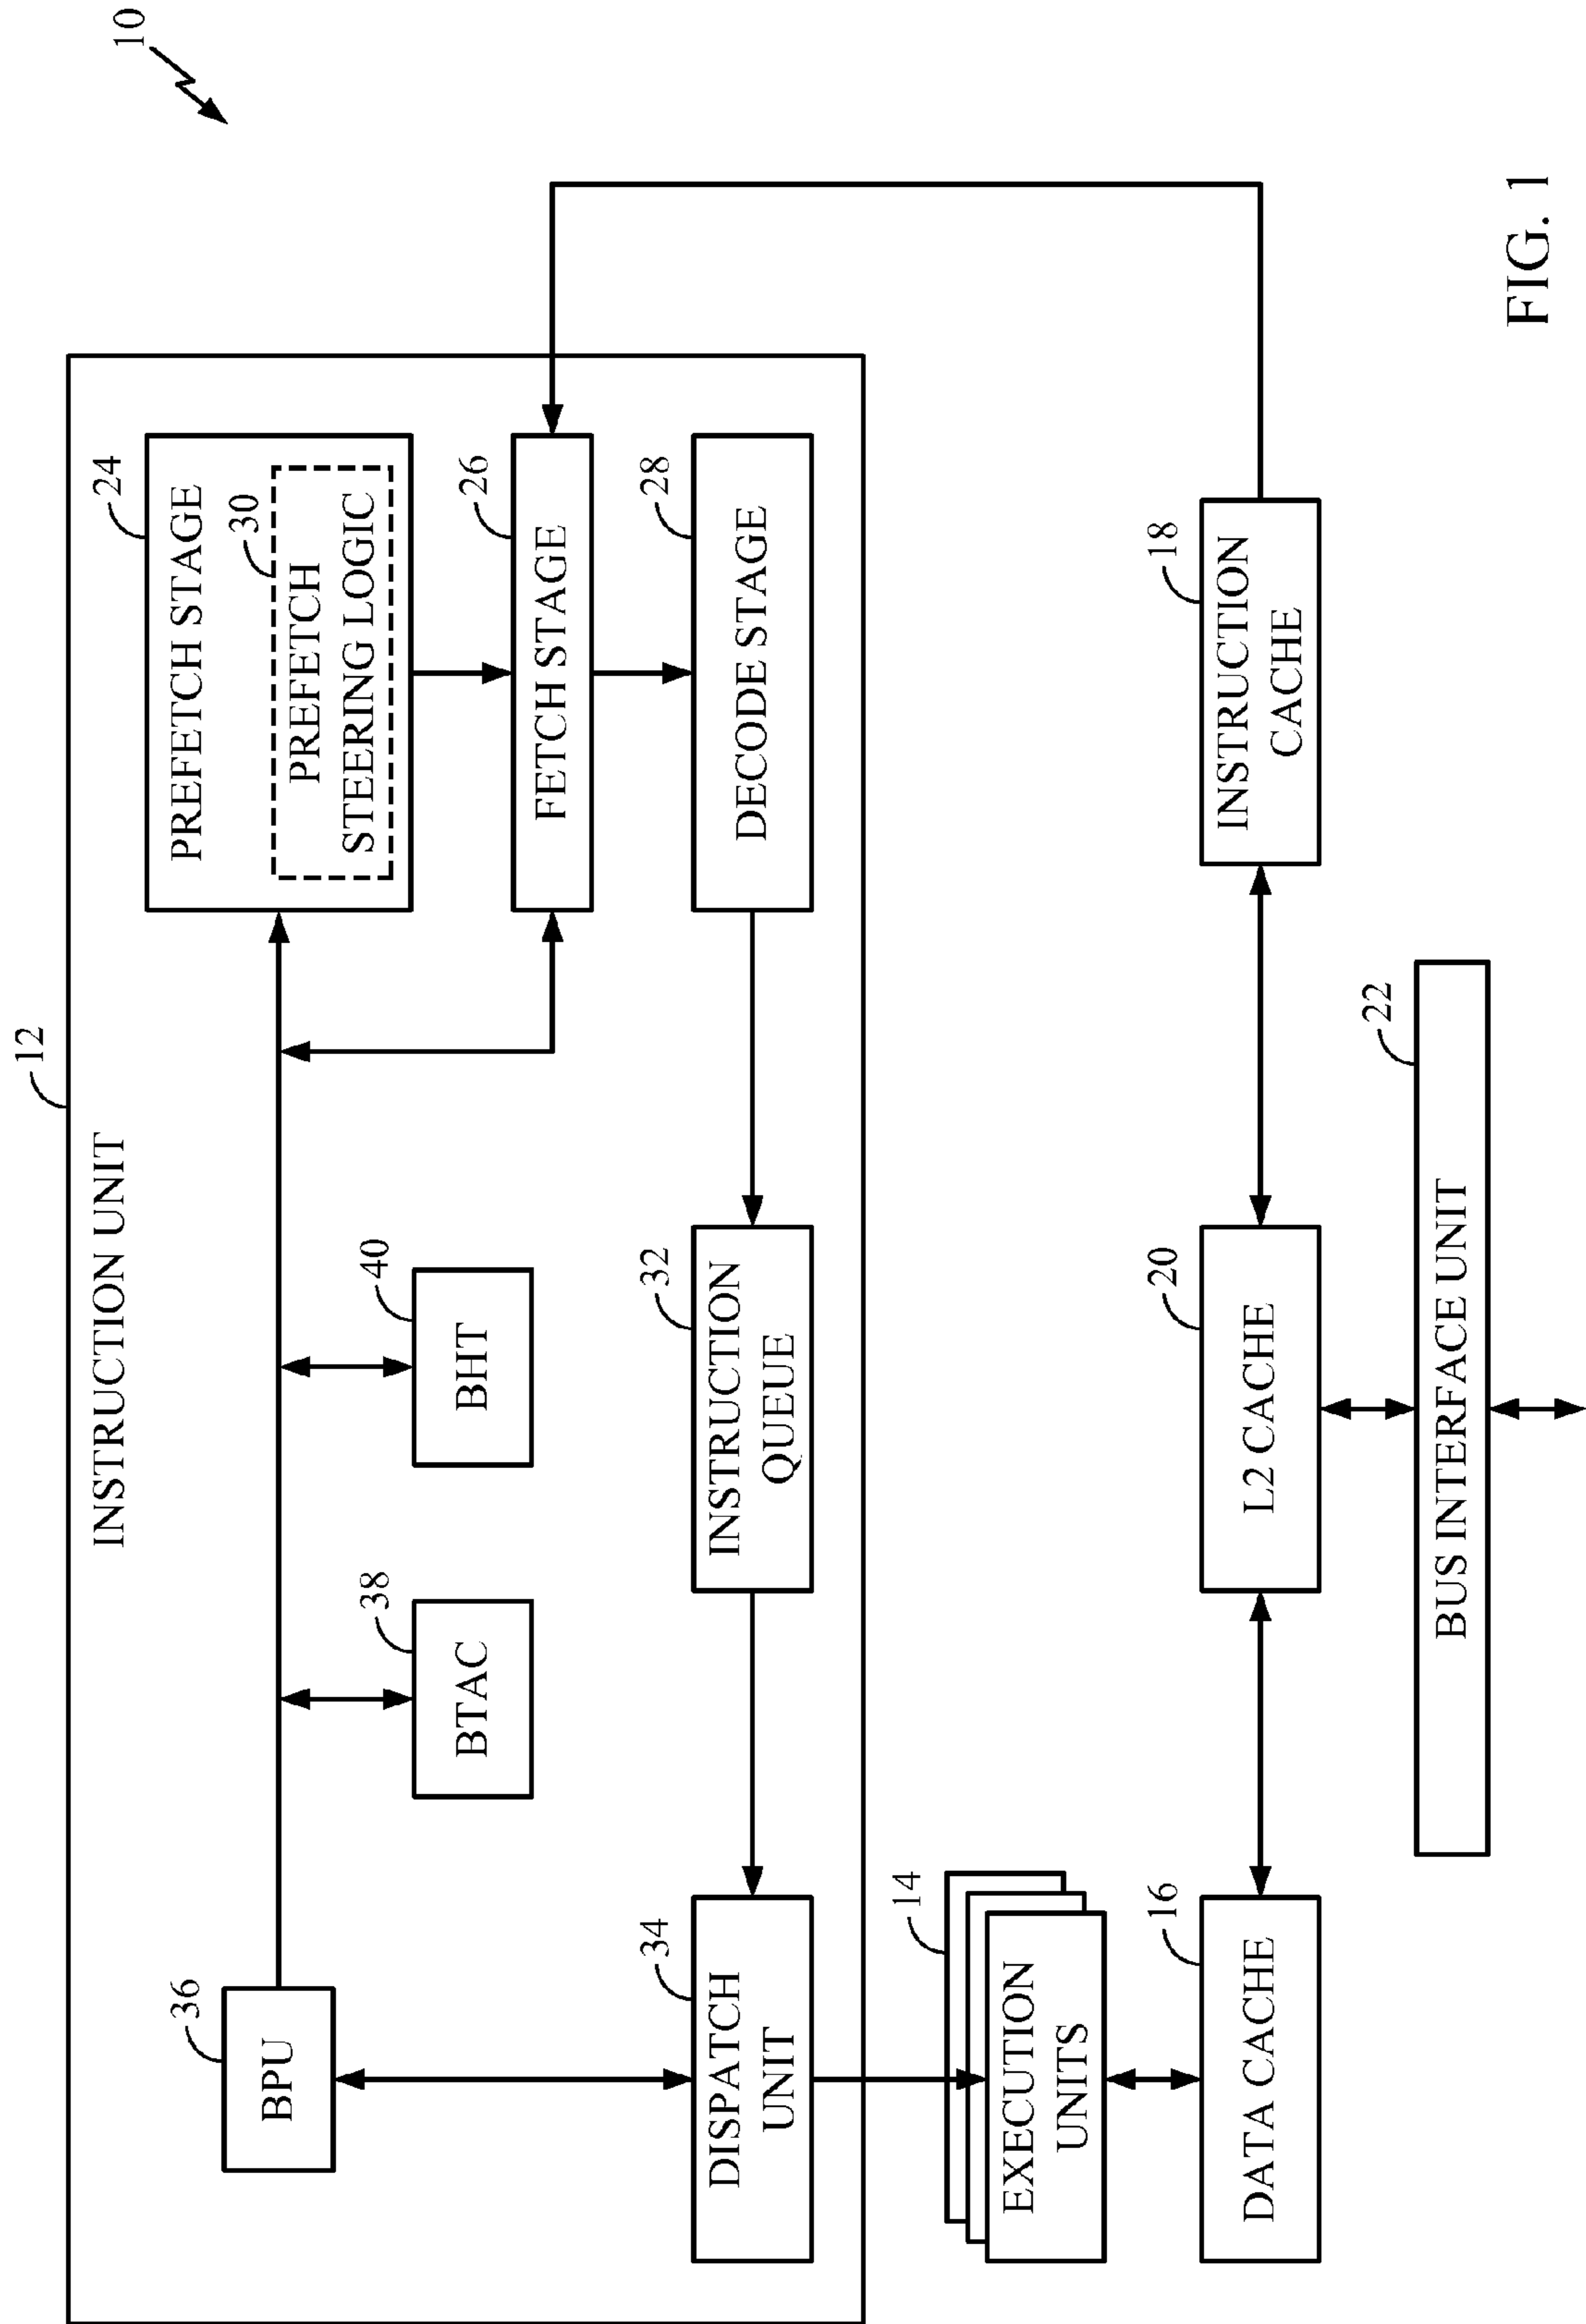 10
12
INSTRUCTION UNIT
36
BPU
38
BTAC
40
BHT
24
PREFETCH STAGE
30
PREFETCH
STEERING LOGIC
26
FETCH STAGE
28
DECODE STAGE
32
INSTRUCTION
QUEUE
34
DISPATCH
UNIT
14
EXECUTION
UNITS
16
DATA CACHE
20
L2 CACHE
18
INSTRUCTION
CACHE
22
BUS INTERFACE UNIT
FIG. 1